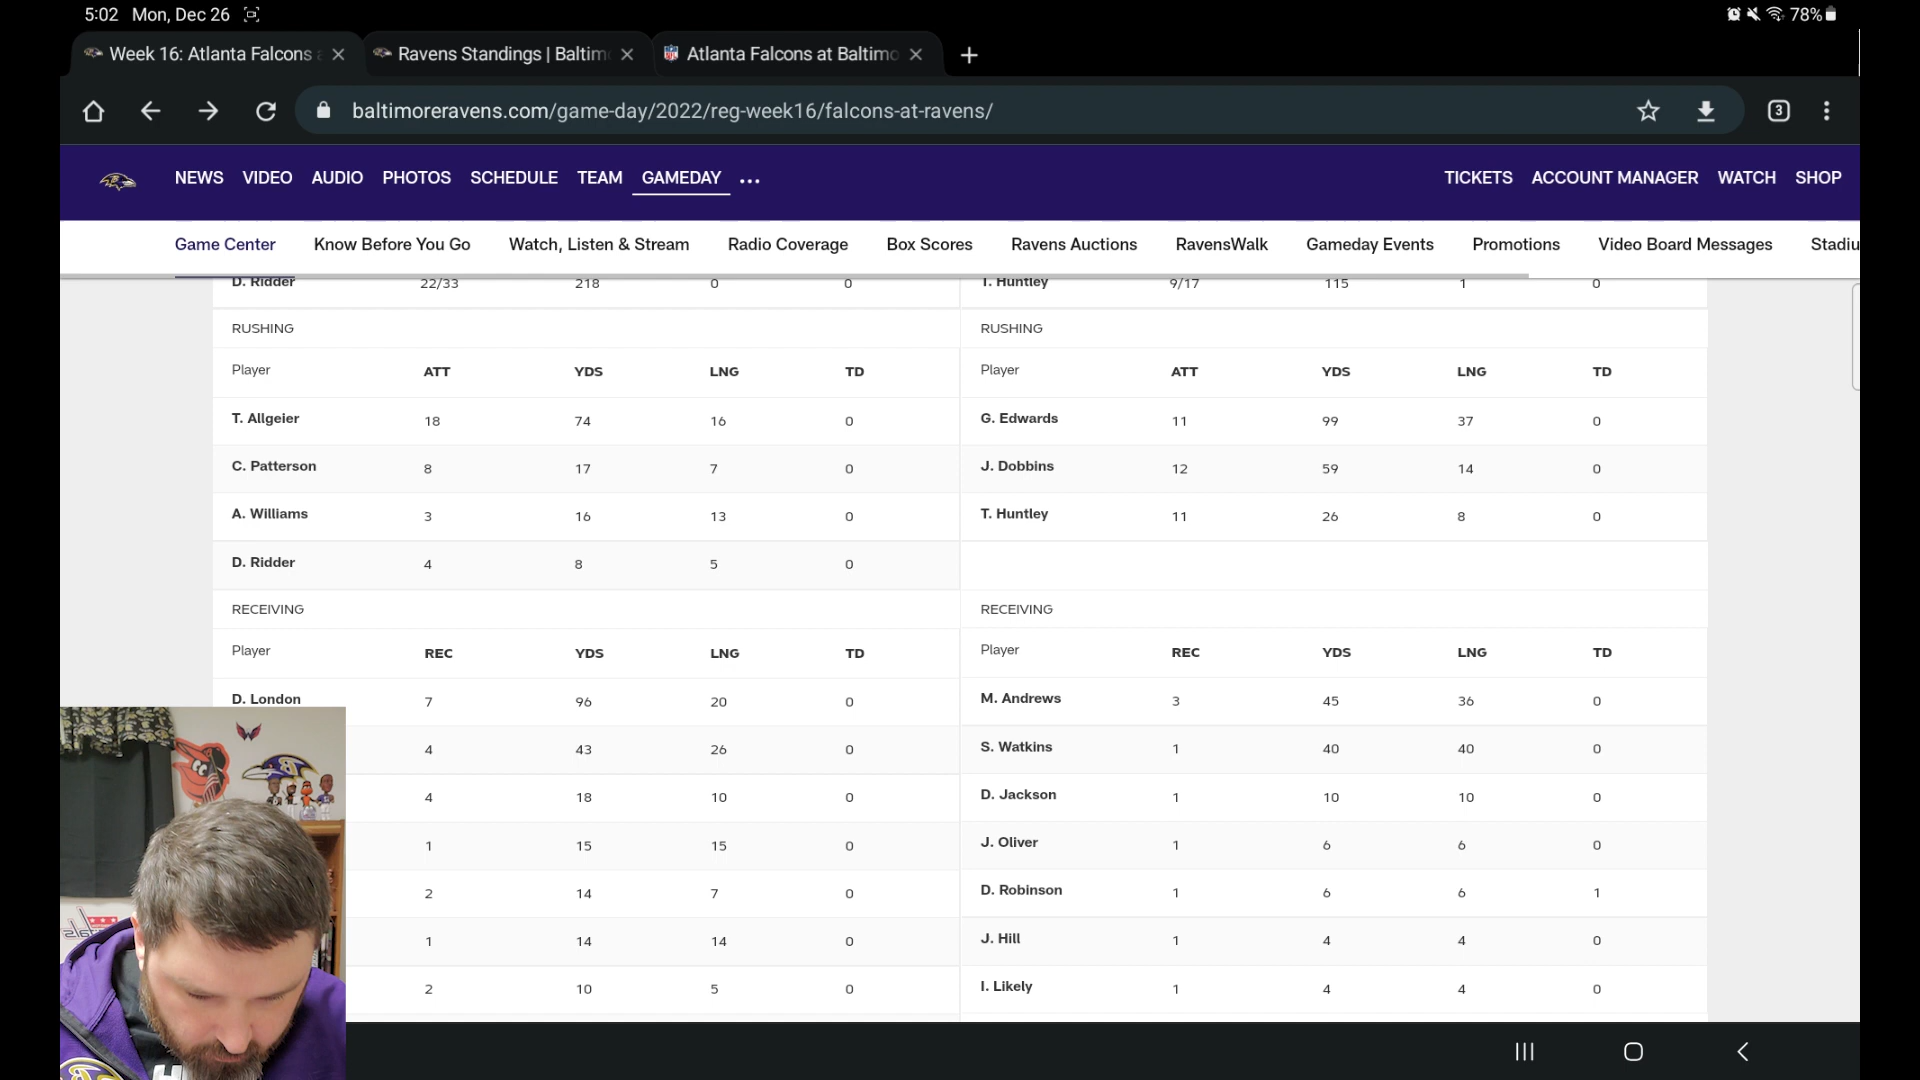 5:02 Mon, Dec 26 78%
Week 16: Atlanta Falcons a Ravens Standings | Baltim Atlanta Falcons at Baltimo
baltimoreravens.com/game-day/2022/reg-week16/falcons-at-ravens/ 3
NEWS VIDEO AUDIO PHOTOS SCHEDULE TEAM GAMEDAY ... TICKETS ACCOUNT MANAGER WATCH SHOP
Game Center Know Before You Go Watch, Listen & Stream Radio Coverage Box Scores Ravens Auctions RavensWalk Gameday Events Promotions Video Board Messages Stadiu
D. Ridder 22/33 218 0 0 T. Huntley 9/17 115 1 0
RUSHING RUSHING
Player ATT YDS LNG TD Player ATT YDS LNG TD
T. Allgeier 18 74 16 0 G. Edwards 11 99 37 0
C. Patterson 8 17 7 0 J. Dobbins 12 59 14 0
A. Williams 3 16 13 0 T. Huntley 11 26 8 0
D. Ridder 4 8 5 0
RECEIVING RECEIVING
Player REC YDS LNG TD Player REC YDS LNG TD
D. London 7 96 20 0 M. Andrews 3 45 36 0
4 43 26 0 S. Watkins 1 40 40 0
4 18 10 0 D. Jackson 1 10 10 0
1 15 15 0 J. Oliver 1 6 6 0
2 14 7 0 D. Robinson 1 6 6 1
1 14 14 0 J. Hill 1 4 4 0
2 10 5 0 I. Likely 1 4 4 0